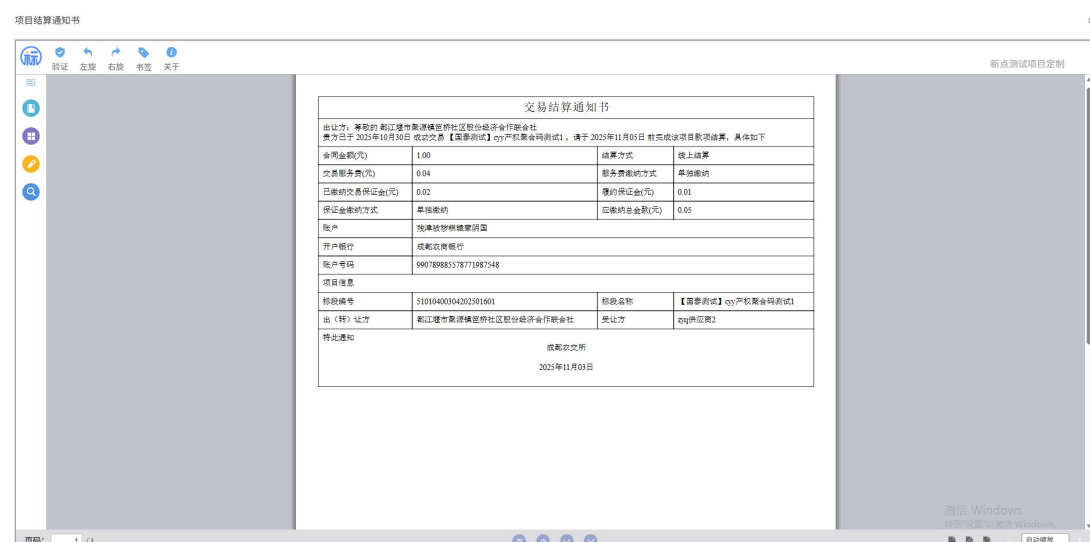 项目结算通知书
验证 左旋 右旋 书签 关于
新点测试项目定制
交易结算通知书
出让方：尊敬的 都江堰市聚源镇笆桥社区股份经济合作联合社
贵方已于 2025年10月30日 成功交易 【国泰测试】cyy产权聚合码测试1 ，请于 2025年11月05日 前完成该项目款项结算，具体如下
合同金额(元) 1.00 结算方式 线上结算
交易服务费(元) 0.04 服务费缴纳方式 单独缴纳
已缴纳交易保证金(元) 0.02 履约保证金(元) 0.01
保证金缴纳方式 单独缴纳 应缴纳总金款(元) 0.05
账户
开户银行 成都农商银行
账户号码 990789885578771987548
项目信息
标段编号 51010400304202501601 标段名称 【国泰测试】cyy产权聚合码测试1
出（转）让方 都江堰市聚源镇笆桥社区股份经济合作联合社 受让方 zyq供应商2
特此通知
成都农交所
2025年11月03日
激活 Windows
转到"设置"以激活 Windows。
页码： 1 /1 自动缩放